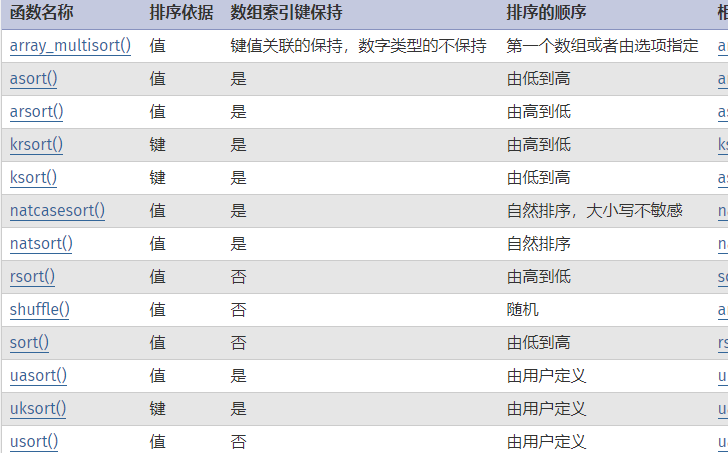 函数名称 排序依据 数组索引键保持 排序的顺序
array_multisort() 值 键值关联的保持，数字类型的不保持 第一个数组或者由选项指定
asort() 值 是 由低到高
arsort() 值 是 由高到低
krsort() 键 是 由高到低
ksort() 键 是 由低到高
natcasesort() 值 是 自然排序，大小写不敏感
natsort() 值 是 自然排序
rsort() 值 否 由高到低
shuffle() 值 否 随机
sort() 值 否 由低到高
uasort() 值 是 由用户定义
uksort() 键 是 由用户定义
usort() 值 否 由用户定义